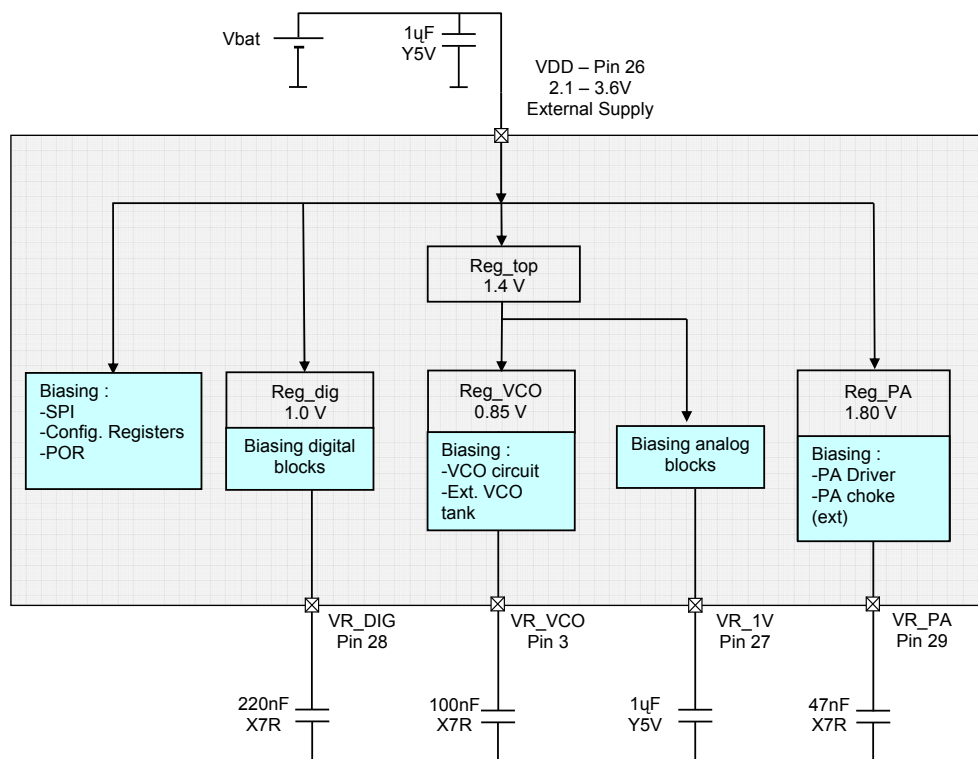 Vbat
1ųF
Y5V
VDD – Pin 26
2.1 – 3.6V
External Supply
Reg_top
1.4 V
Biasing :
-SPI
-Config. Registers
-POR
Reg_dig
1.0 V
Biasing digital
blocks
Reg_VCO
0.85 V
Biasing :
-VCO circuit
-Ext. VCO
tank
Biasing analog
blocks
Reg_PA
1.80 V
Biasing :
-PA Driver
-PA choke
(ext)
VR_DIG
Pin 28
VR_VCO
Pin 3
VR_1V
Pin 27
VR_PA
Pin 29
220nF
X7R
100nF
X7R
1ųF
Y5V
47nF
X7R